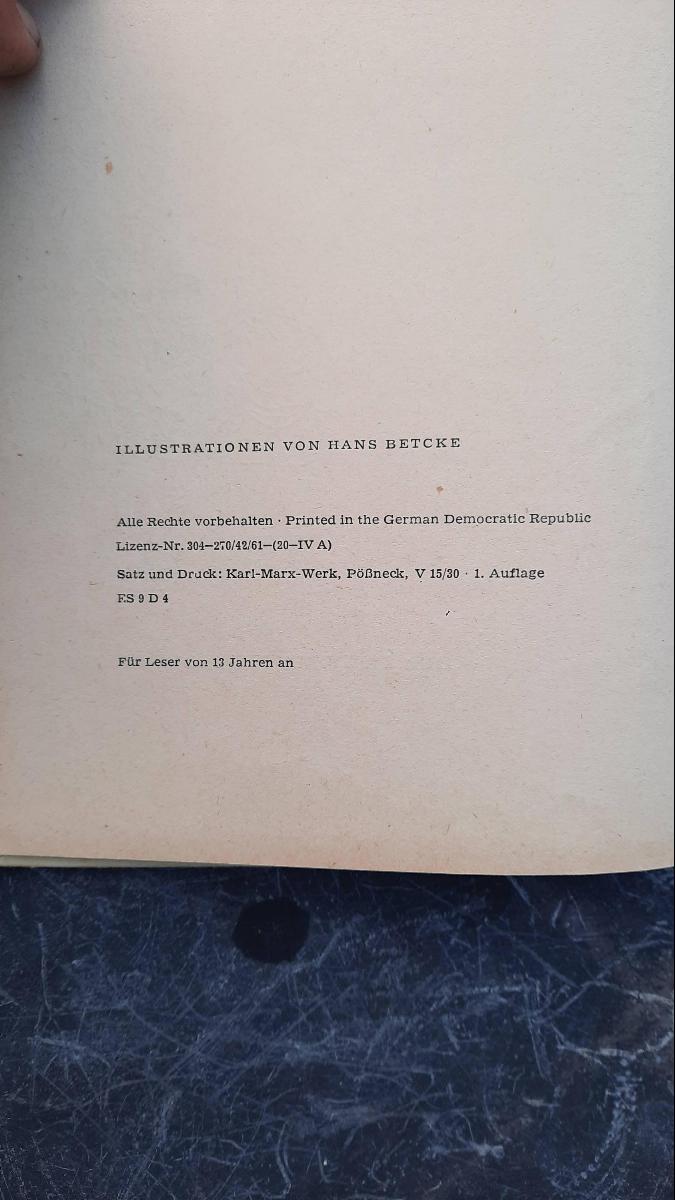 ILLUSTRATIONEN VON HANS BETCKE
Alle Rechte vorbehalten · Printed in the German Democratic Republic
Lizenz-Nr. 304—270/42/61—(20—IV A)
Satz und Druck: Karl-Marx-Werk, Pößneck, V 15/30 · 1. Auflage
ES 9 D 4
Für Leser von 13 Jahren an